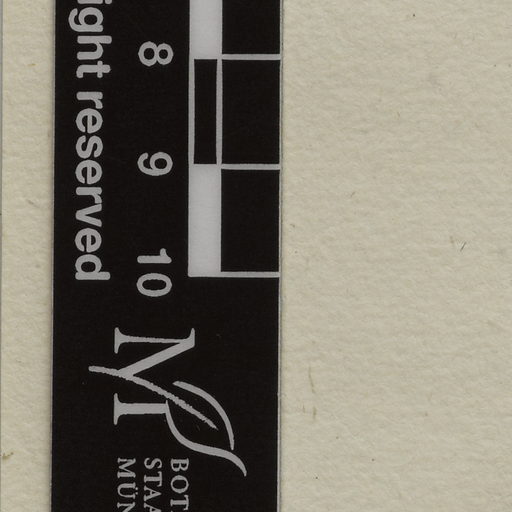 ight reserved
8
9
10
M
BOT
STAA
MÜN